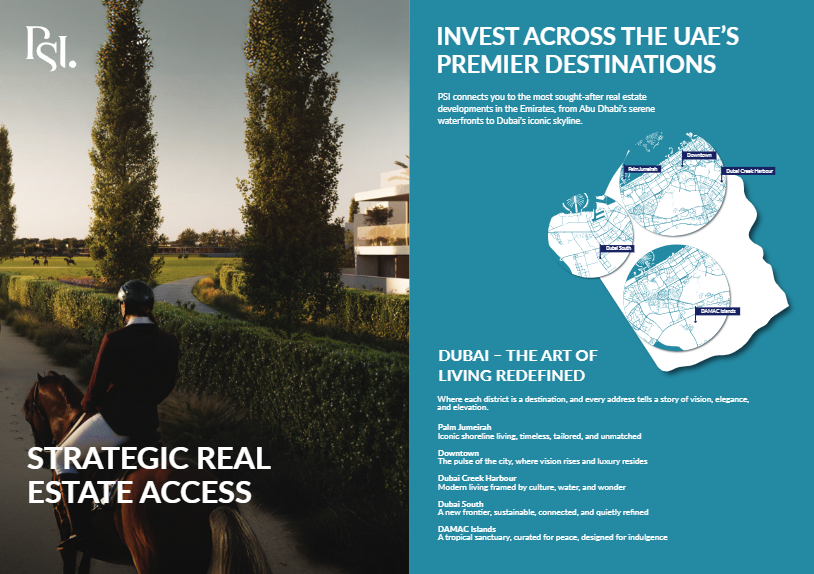 PSI.
STRATEGIC REAL
ESTATE ACCESS
INVEST ACROSS THE UAE'S
PREMIER DESTINATIONS
PSI connects you to the most sought-after real estate
developments in the Emirates, from Abu Dhabi's serene
waterfronts to Dubai's iconic skyline.
Downtown
Palm Jumeirah
Dubai Creek Harbour
Dubai South
DAMAC Islands
DUBAI – THE ART OF
LIVING REDEFINED
Where each district is a destination, and every address tells a story of vision, elegance,
and elevation.
Palm Jumeirah
Iconic shoreline living, timeless, tailored, and unmatched
Downtown
The pulse of the city, where vision rises and luxury resides
Dubai Creek Harbour
Modern living framed by culture, water, and wonder
Dubai South
A new frontier, sustainable, connected, and quietly refined
DAMAC Islands
A tropical sanctuary, curated for peace, designed for indulgence